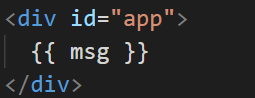 <div id="app">
  {{ msg }}
</div>